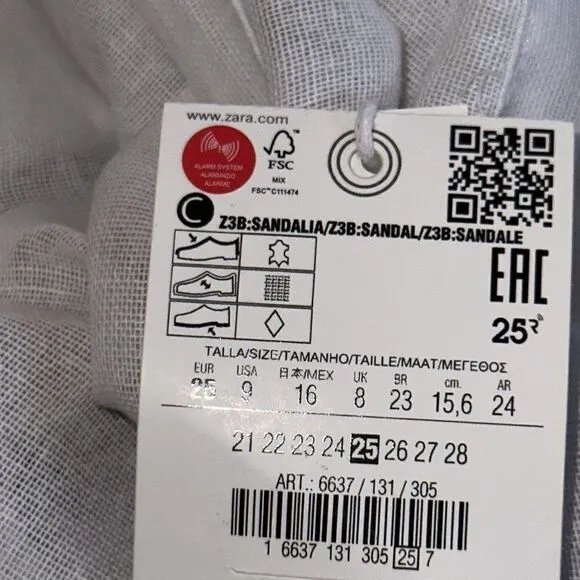 www.zara.com
ALARM SYSTEM
ALARMADO
ALARME
FSC
MIX
FSC™ C111474
C
Z3B:SANDALIA/Z3B:SANDAL/Z3B:SANDALE
EAC
25R
TALLA/SIZE/TAMANHO/TAILLE/MAAT/ΜΕΓΕΘΟΣ
EUR USA 日本/MEX UK BR cm. AR
25 9 16 8 23 15,6 24
21 22 23 24 25 26 27 28
ART.: 6637 / 131 / 305
1 6637 131 305 25 7